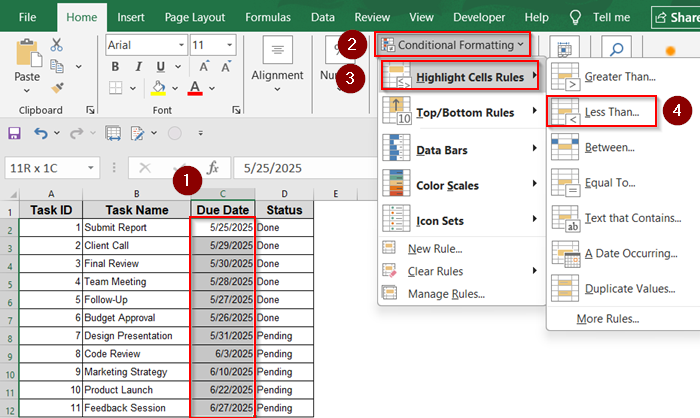 File Home Insert Page Layout Formulas Data Review View Developer Help Tell me Share
Paste
Clipboard
Arial 11
B I U A A
A
Font
Alignment
2 Conditional Formatting
3 Highlight Cells Rules
Top/Bottom Rules
10
Data Bars
Color Scales
Icon Sets
New Rule...
Clear Rules
Manage Rules...
Greater Than...
Less Than... 4
Between...
Equal To...
Text that Contains...
ab
A Date Occurring...
Duplicate Values...
More Rules...
11R x 1C fx 5/25/2025
1
A B C D E
1 Task ID Task Name Due Date Status
2 1 Submit Report 5/25/2025 Done
3 2 Client Call 5/29/2025 Done
4 3 Final Review 5/30/2025 Done
5 4 Team Meeting 5/28/2025 Done
6 5 Follow-Up 5/27/2025 Done
7 6 Budget Approval 5/26/2025 Done
8 7 Design Presentation 5/31/2025 Pending
9 8 Code Review 6/3/2025 Pending
10 9 Marketing Strategy 6/10/2025 Pending
11 10 Product Launch 6/22/2025 Pending
12 11 Feedback Session 6/27/2025 Pending